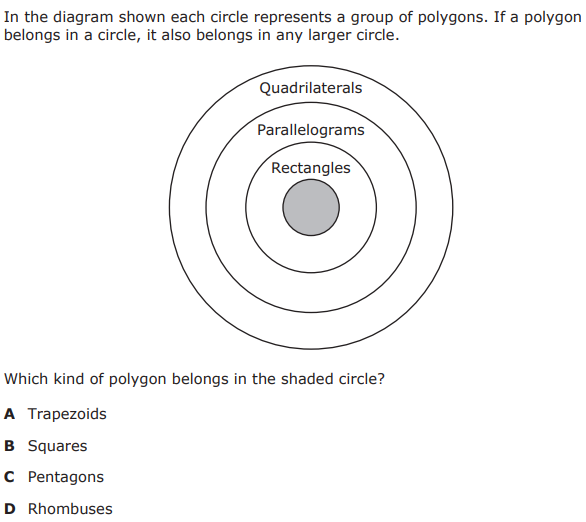 In the diagram shown each circle represents a group of polygons. If a polygon
belongs in a circle, it also belongs in any larger circle.
Quadrilaterals
Parallelograms
Rectangles
Which kind of polygon belongs in the shaded circle?
A Trapezoids
B Squares
C Pentagons
D Rhombuses